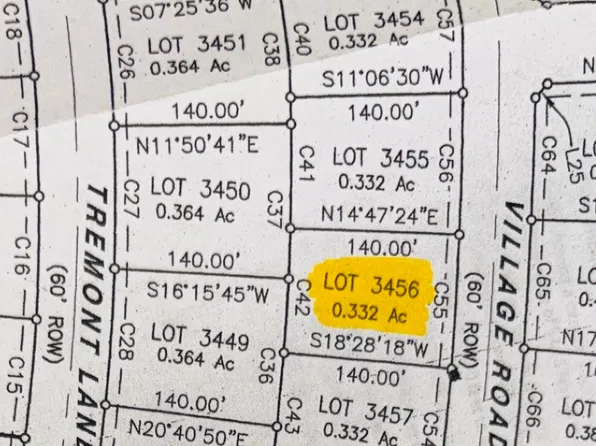 C18
S07°25'36"W
LOT 3451
0.364 Ac
C26
C38
C40
LOT 3454
0.332 Ac
C57
S11°06'30"W
140.00'
140.00'
N11°50'41"E
C17
C41
LOT 3455
0.332 Ac
C56
C64
L25
LOT 3450
0.364 Ac
C27
C37
N14°47'24"E
140.00'
140.00'
S16°15'45"W
C16
TREMONT
(60' ROW)
LOT 3456
0.332 Ac
C42
C55
(60' ROW)
VILLAGE ROAD
C65
LOT 3449
0.364 Ac
C28
C36
S18°28'18"W
140.00'
N17
C15
140.00'
N20°40'50"E
C43
LOT 3457
0.332 Ac
C54
C66